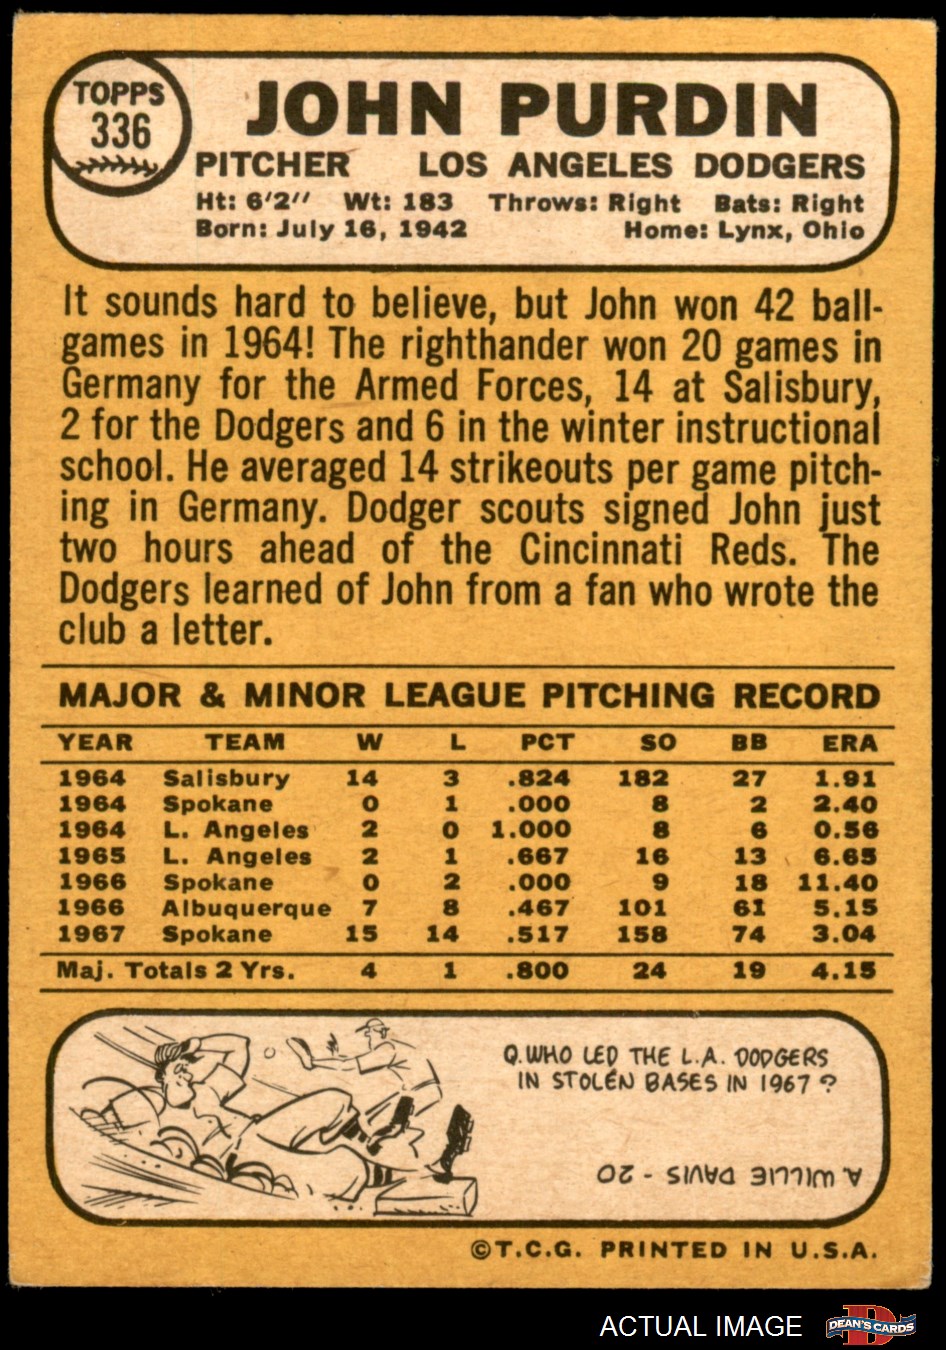 TOPPS
336
JOHN PURDIN
PITCHER LOS ANGELES DODGERS
Ht: 6'2'' Wt: 183 Throws: Right Bats: Right
Born: July 16, 1942 Home: Lynx, Ohio
It sounds hard to believe, but John won 42 ball-
games in 1964! The righthander won 20 games in
Germany for the Armed Forces, 14 at Salisbury,
2 for the Dodgers and 6 in the winter instructional
school. He averaged 14 strikeouts per game pitch-
ing in Germany. Dodger scouts signed John just
two hours ahead of the Cincinnati Reds. The
Dodgers learned of John from a fan who wrote the
club a letter.
MAJOR & MINOR LEAGUE PITCHING RECORD
YEAR TEAM W L PCT SO BB ERA
1964 Salisbury 14 3 .824 182 27 1.91
1964 Spokane 0 1 .000 8 2 2.40
1964 L. Angeles 2 0 1.000 8 6 0.56
1965 L. Angeles 2 1 .667 16 13 6.65
1966 Spokane 0 2 .000 9 18 11.40
1966 Albuquerque 7 8 .467 101 61 5.15
1967 Spokane 15 14 .517 158 74 3.04
Maj. Totals 2 Yrs. 4 1 .800 24 19 4.15
Q. WHO LED THE L.A. DODGERS
IN STOLEN BASES IN 1967?
A. WILLIE DAVIS - 20
©T.C.G. PRINTED IN U.S.A.
ACTUAL IMAGE
DEAN'S CARDS